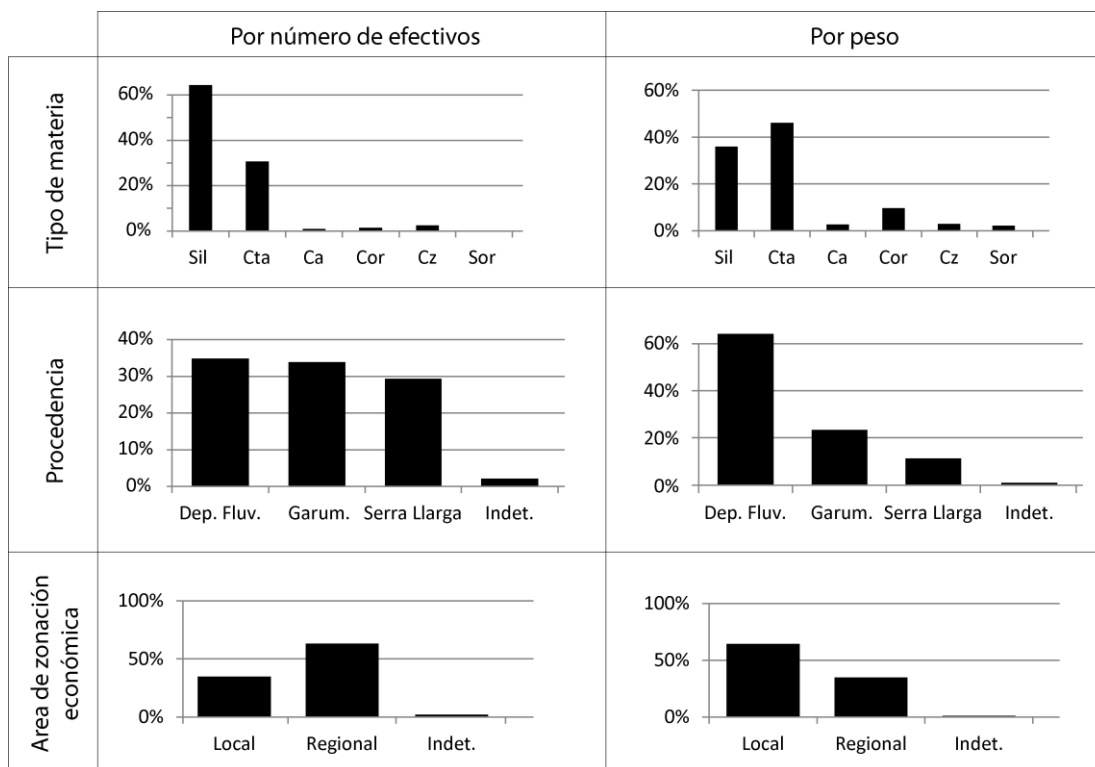 Por número de efectivos
Por peso
Tipo de materia
60%
40%
20%
0%
Sil Cta Ca Cor Cz Sor
60%
40%
20%
0%
Sil Cta Ca Cor Cz Sor
Procedencia
40%
30%
20%
10%
0%
Dep. Fluv. Garum. Serra Llarga Indet.
60%
40%
20%
0%
Dep. Fluv. Garum. Serra Llarga Indet.
Area de zonación
económica
100%
50%
0%
Local Regional Indet.
100%
50%
0%
Local Regional Indet.